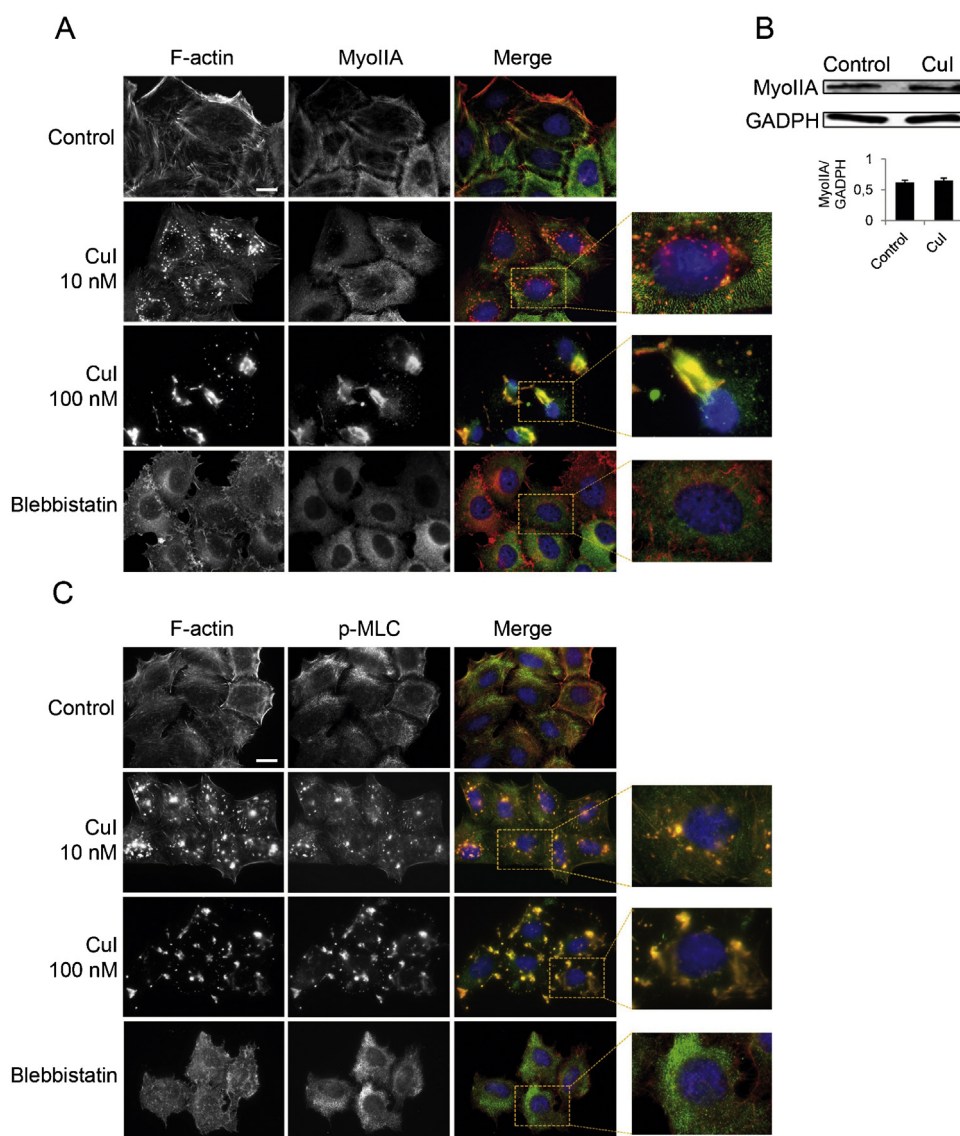 A
F-actin MyoIIA Merge
Control
CuI
10 nM
CuI
100 nM
Blebbistatin
B
Control CuI
MyoIIA
GADPH
MyoIIA/
GADPH
1
0,5
0
Control CuI
C
F-actin p-MLC Merge
Control
CuI
10 nM
CuI
100 nM
Blebbistatin